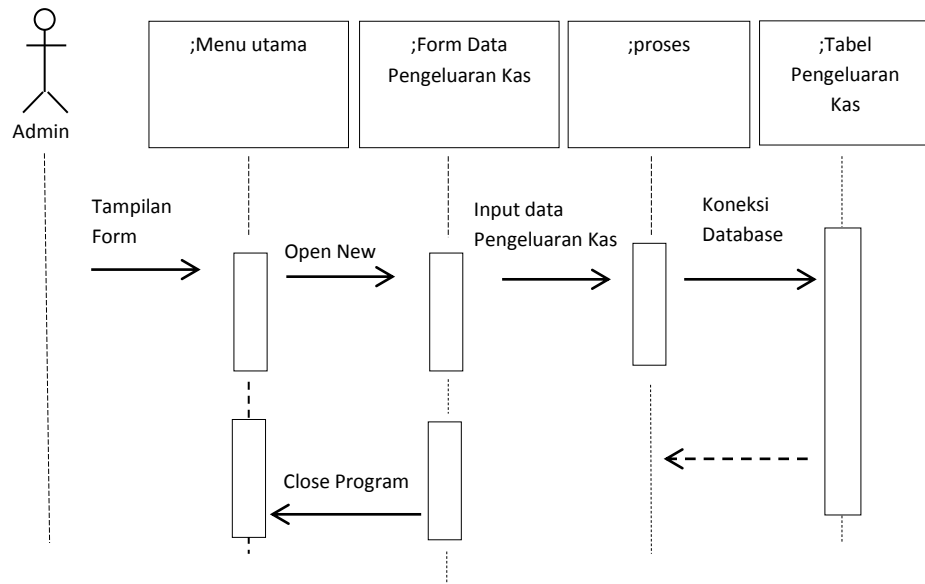 Admin
;Menu utama
;Form Data
Pengeluaran Kas
;proses
;Tabel
Pengeluaran
Kas
Tampilan
Form
Open New
Input data
Pengeluaran Kas
Koneksi
Database
Close Program